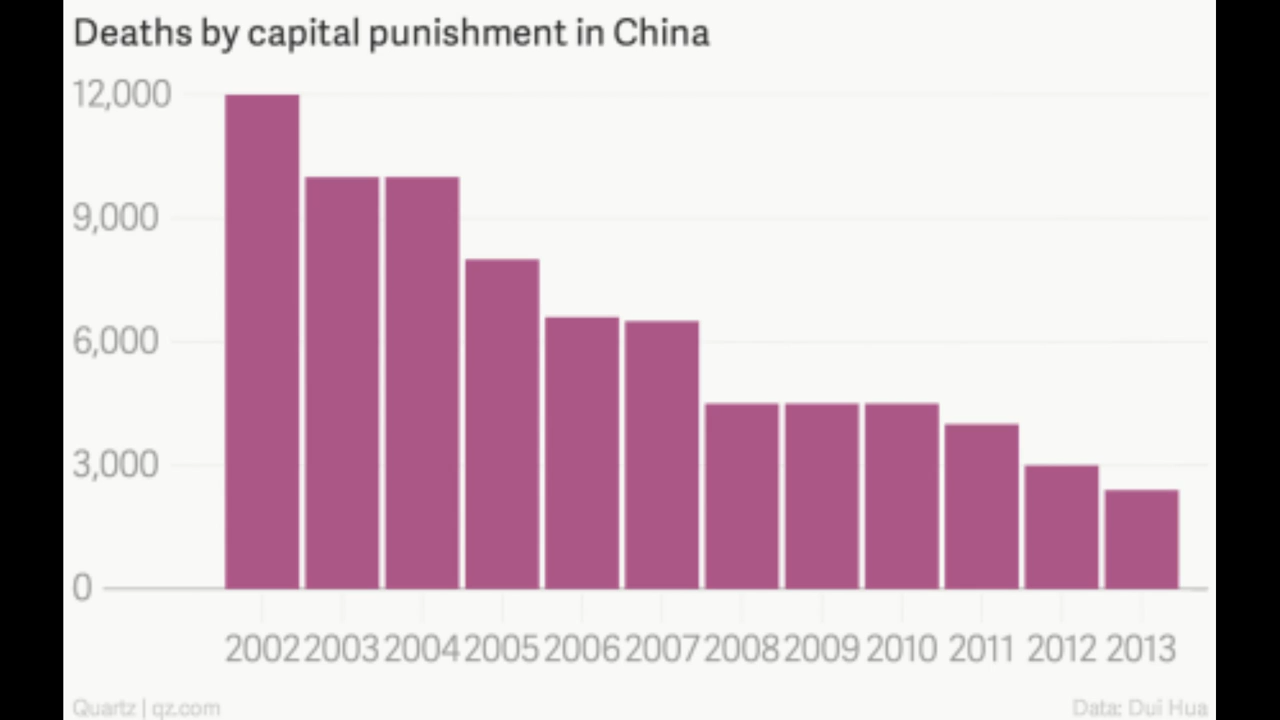 Deaths by capital punishment in China
12,000
9,000
6,000
3,000
0
2002 2003 2004 2005 2006 2007 2008 2009 2010 2011 2012 2013
Quartz | qz.com
Data: Dui Hua